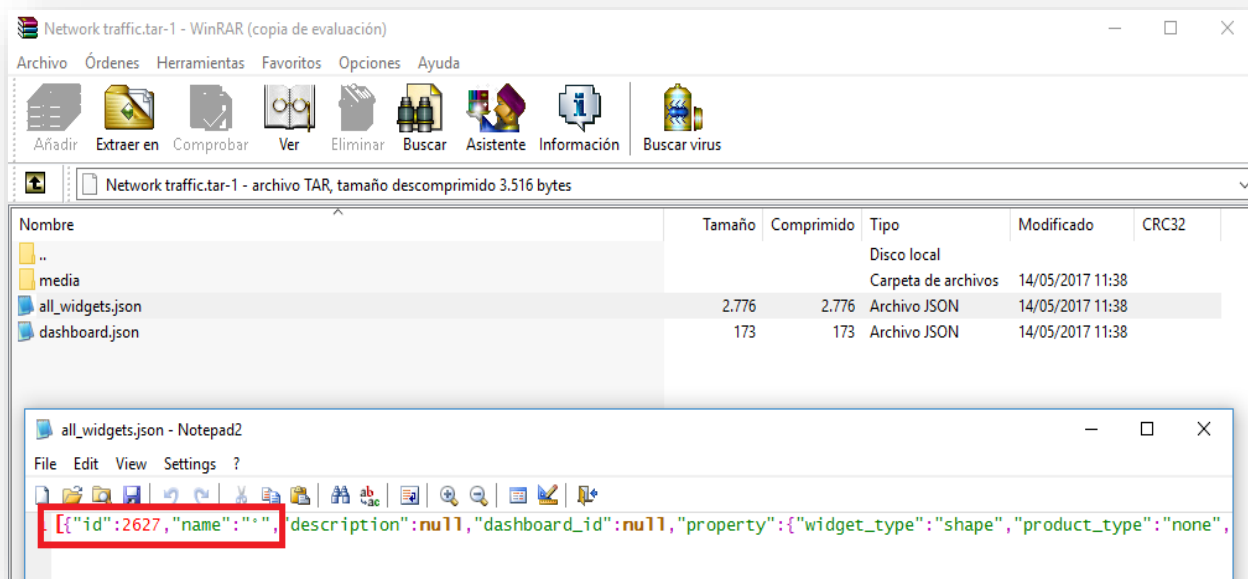 Network traffic.tar-1 - WinRAR (copia de evaluación)
Archivo Órdenes Herramientas Favoritos Opciones Ayuda
Añadir Extraer en Comprobar Ver Eliminar Buscar Asistente Información Buscar virus
Network traffic.tar-1 - archivo TAR, tamaño descomprimido 3.516 bytes
Nombre Tamaño Comprimido Tipo Modificado CRC32
.. Disco local
media Carpeta de archivos 14/05/2017 11:38
all_widgets.json 2.776 2.776 Archivo JSON 14/05/2017 11:38
dashboard.json 173 173 Archivo JSON 14/05/2017 11:38
all_widgets.json - Notepad2
File Edit View Settings ?
[{"id":2627,"name":"°","description":null,"dashboard_id":null,"property":{"widget_type":"shape","product_type":"none",